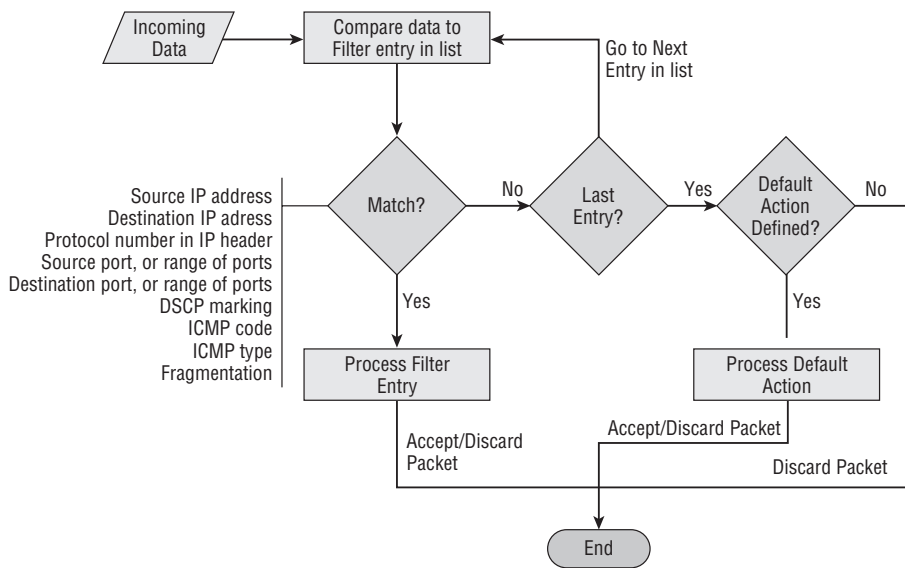 Incoming
Data
Compare data to
Filter entry in list
Go to Next
Entry in list
Source IP address
Destination IP adress
Protocol number in IP header
Source port, or range of ports
Destination port, or range of ports
DSCP marking
ICMP code
ICMP type
Fragmentation
Match?
No
Last
Entry?
Yes
Default
Action
Defined?
No
Yes
Yes
Process Filter
Entry
Process Default
Action
Accept/Discard
Packet
Accept/Discard Packet
Discard Packet
End